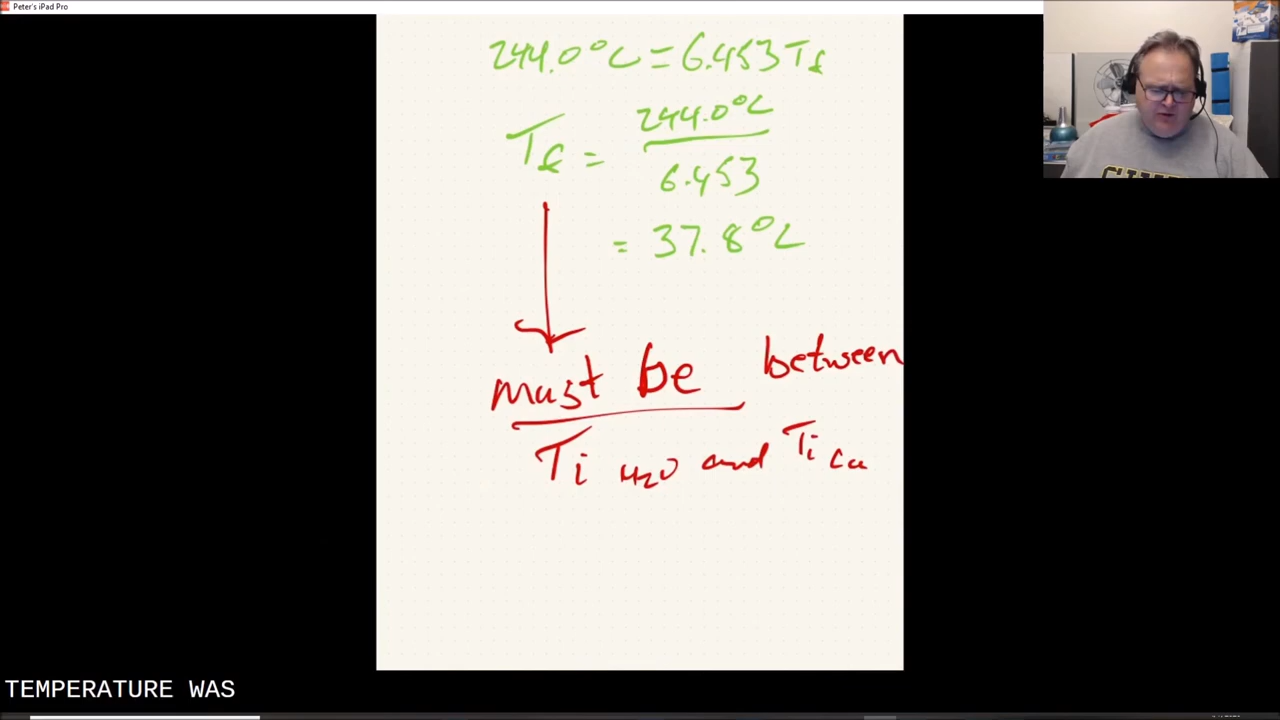 Peter's iPad Pro
244.0°C = 6.453 Tf
Tf = 244.0°C / 6.453
= 37.8°C
must be between
Ti H2O and Ti Cu
TEMPERATURE WAS